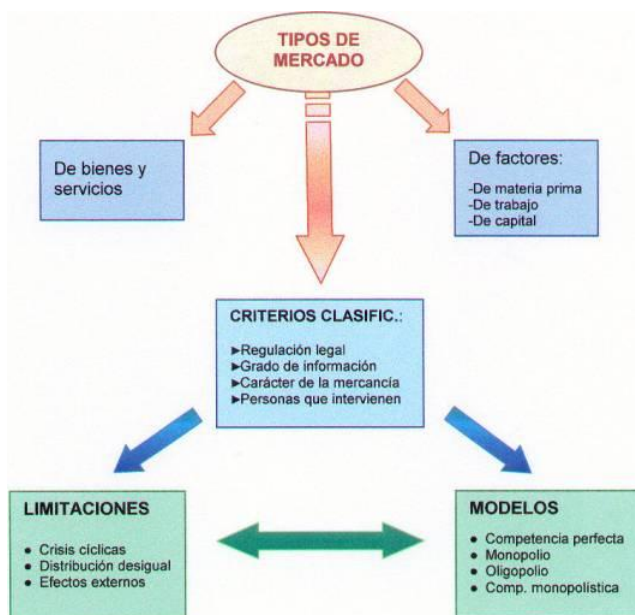 TIPOS DE
MERCADO
De bienes y
servicios
De factores:
-De materia prima
-De trabajo
-De capital
CRITERIOS CLASIFIC.:
►Regulación legal
►Grado de información
►Carácter de la mercancía
►Personas que intervienen
LIMITACIONES
● Crisis cíclicas
● Distribución desigual
● Efectos externos
MODELOS
● Competencia perfecta
● Monopolio
● Oligopolio
● Comp. monopolística